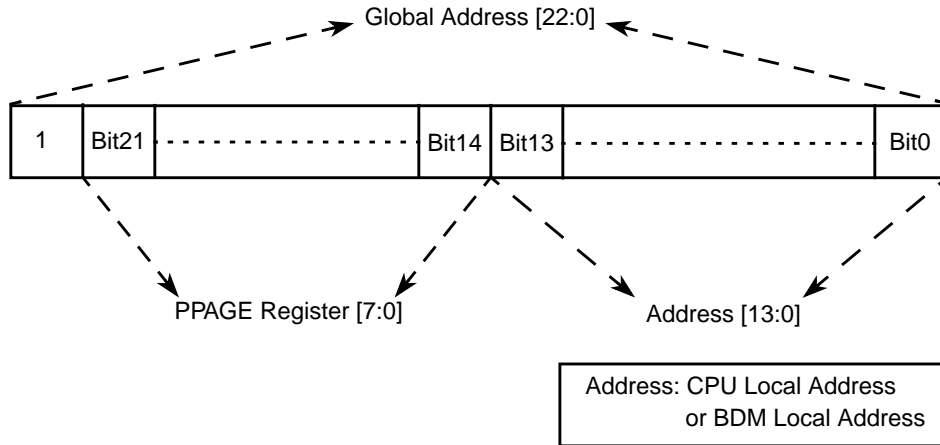 Global Address [22:0]
1 Bit21 Bit14 Bit13 Bit0
PPAGE Register [7:0] Address [13:0]
Address: CPU Local Address
or BDM Local Address